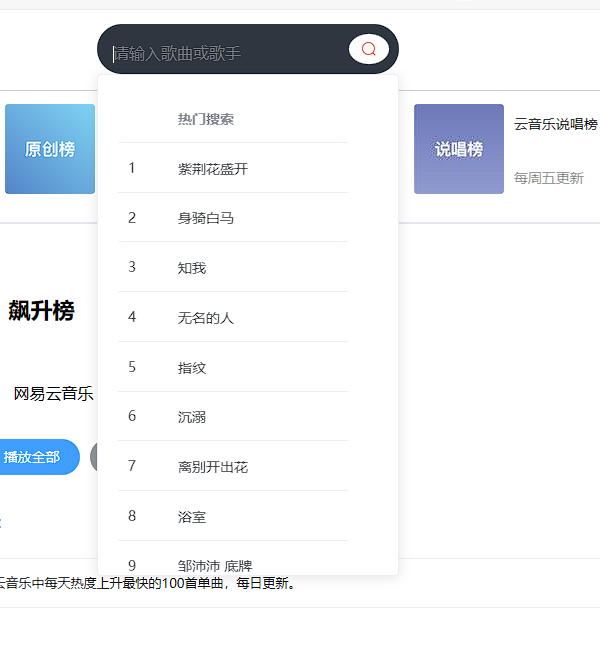 请输入歌曲或歌手
热门搜索
1 紫荆花盛开
2 身骑白马
3 知我
4 无名的人
5 指纹
6 沉溺
7 离别开出花
8 浴室
9 邹沛沛 底牌
原创榜
说唱榜
云音乐说唱榜
每周五更新
飙升榜
网易云音乐
播放全部
云音乐中每天热度上升最快的100首单曲，每日更新。